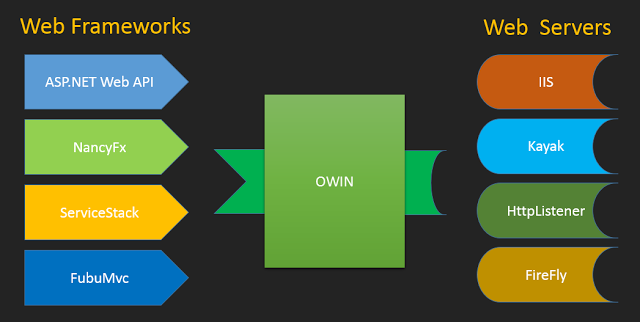 Web Frameworks
Web Servers
ASP.NET Web API
IIS
NancyFx
Kayak
OWIN
ServiceStack
HttpListener
FubuMvc
FireFly